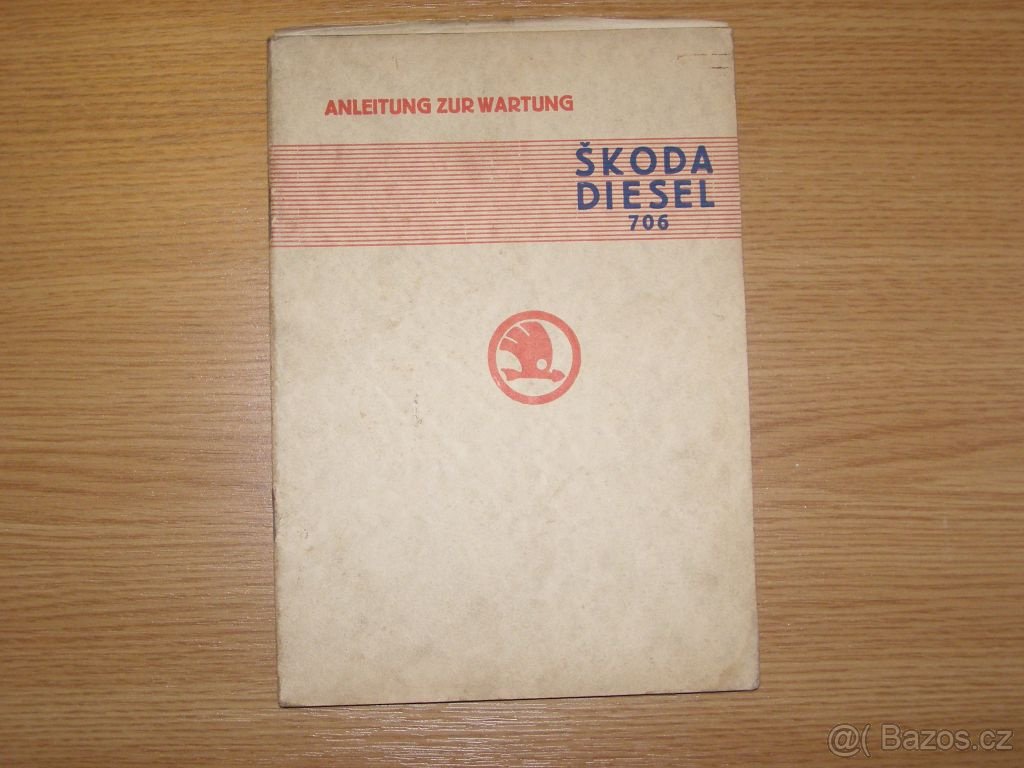 ANLEITUNG ZUR WARTUNG
ŠKODA
DIESEL
706
@( Bazos.cz